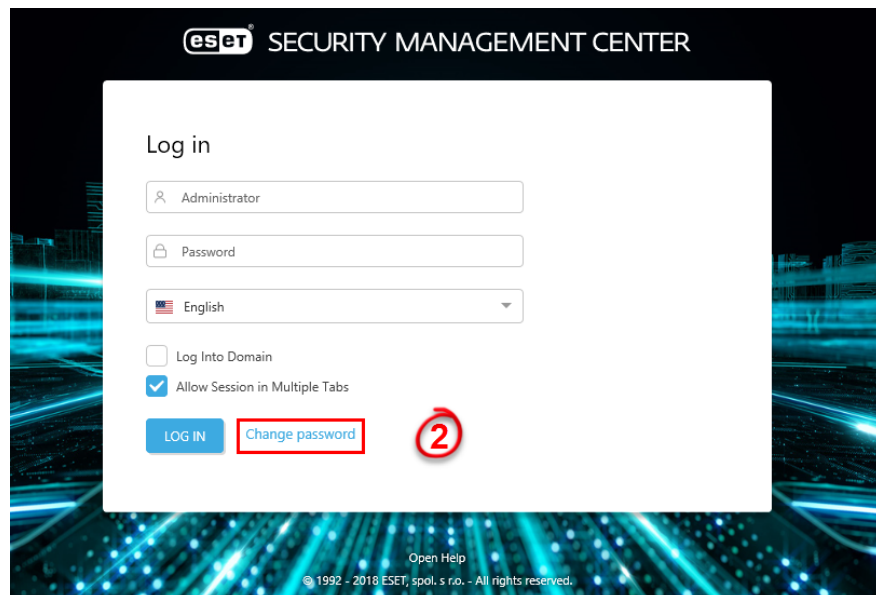 eset® SECURITY MANAGEMENT CENTER
Log in
Administrator
Password
English
Log Into Domain
Allow Session in Multiple Tabs
LOG IN Change password 2
Open Help
© 1992 - 2018 ESET, spol. s r.o. - All rights reserved.